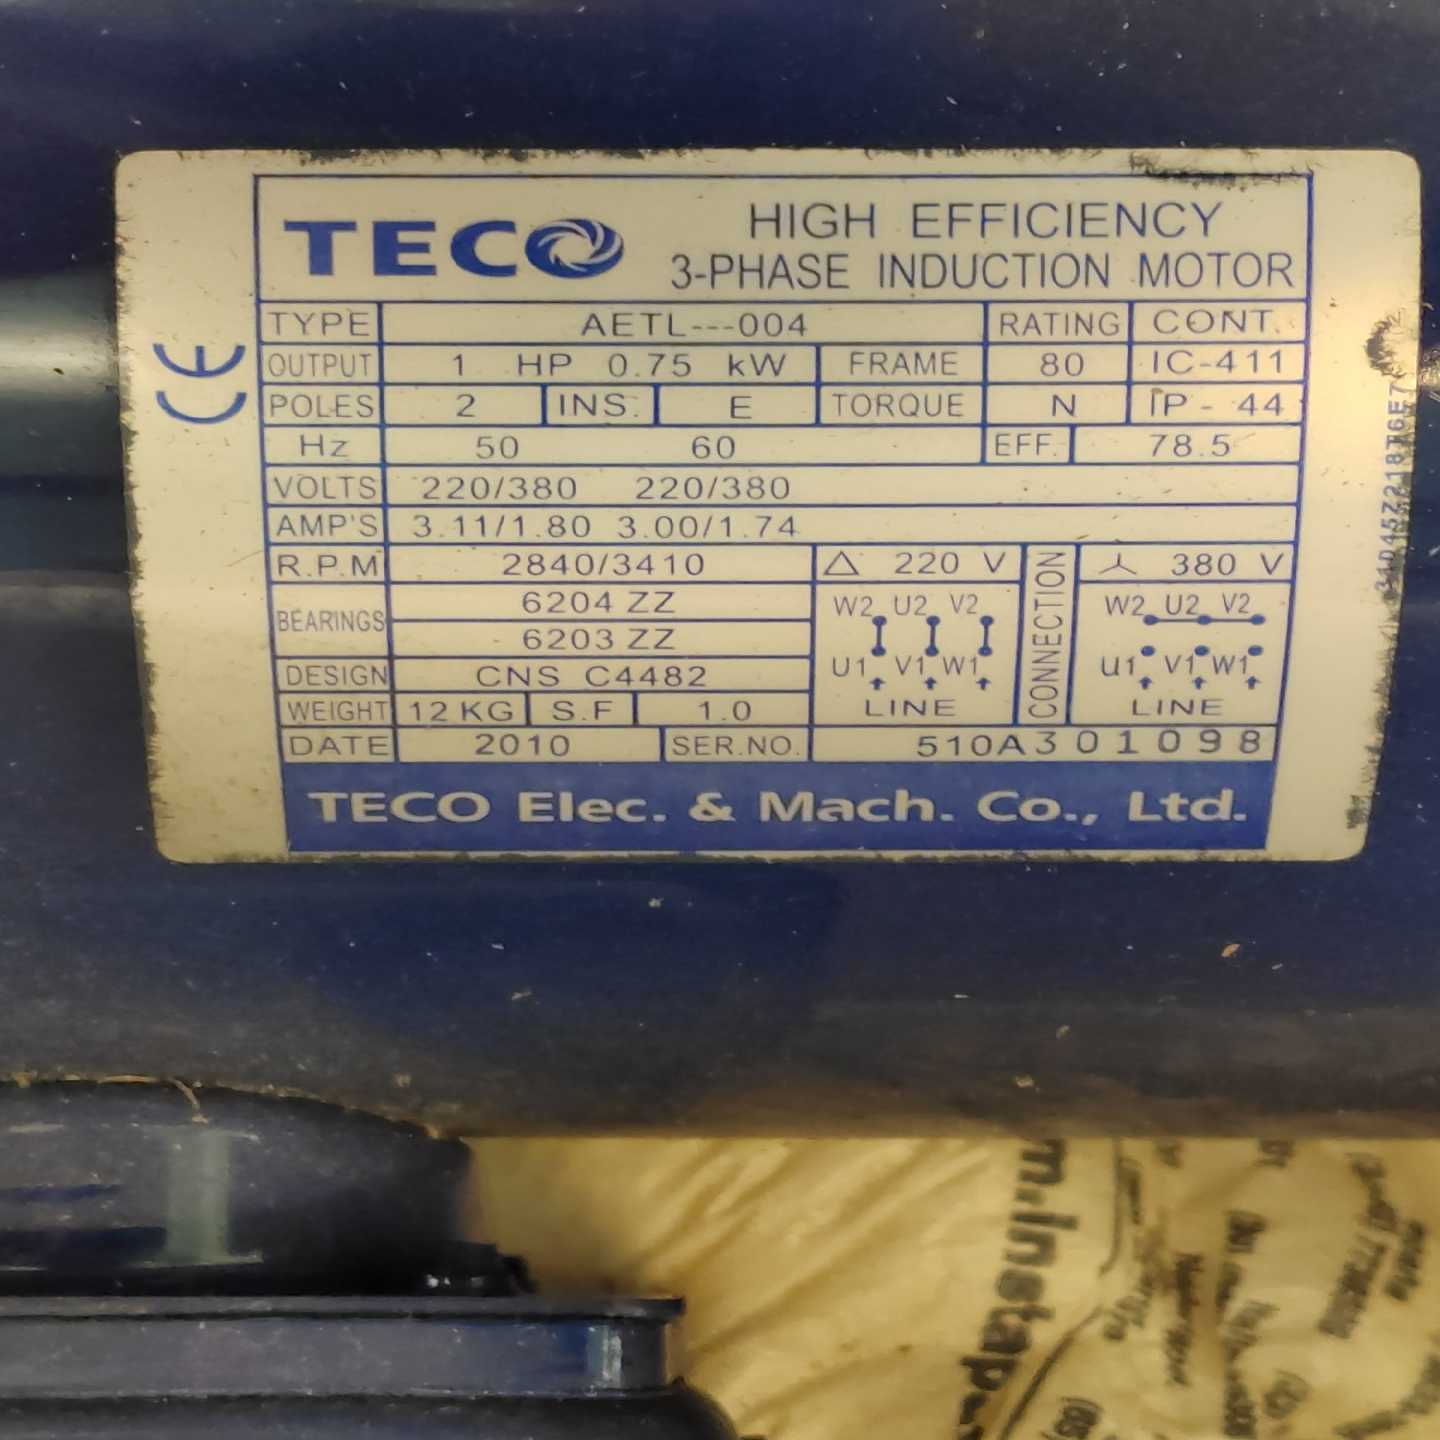 TECO HIGH EFFICIENCY
3-PHASE INDUCTION MOTOR
TYPE AETL---004 RATING CONT.
OUTPUT 1 HP 0.75 kW FRAME 80 IC-411
POLES 2 INS. E TORQUE N IP - 44
Hz 50 60 EFF. 78.5
VOLTS 220/380 220/380
AMP'S 3.11/1.80 3.00/1.74
R.P.M 2840/3410 △ 220 V CONNECTION 人 380 V
BEARINGS 6204 ZZ W2 U2 V2 W2 U2 V2
6203 ZZ U1 V1 W1 U1 V1 W1
DESIGN CNS C4482
WEIGHT 12 KG S.F 1.0 LINE LINE
DATE 2010 SER.NO. 510A301098
TECO Elec. & Mach. Co., Ltd.
CE
m.Instap